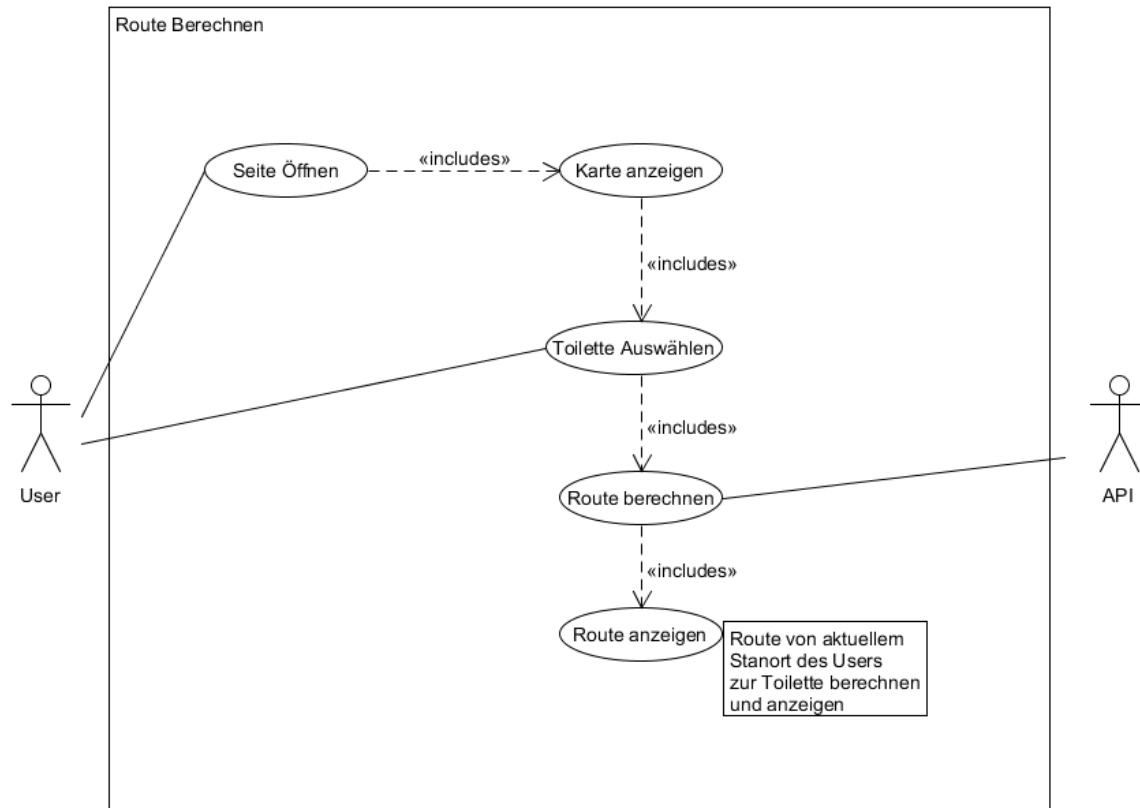 Route Berechnen
Seite Öffnen
«includes»
Karte anzeigen
«includes»
Toilette Auswählen
«includes»
User
API
Route berechnen
«includes»
Route anzeigen
Route von aktuellem
Stanort des Users
zur Toilette berechnen
und anzeigen